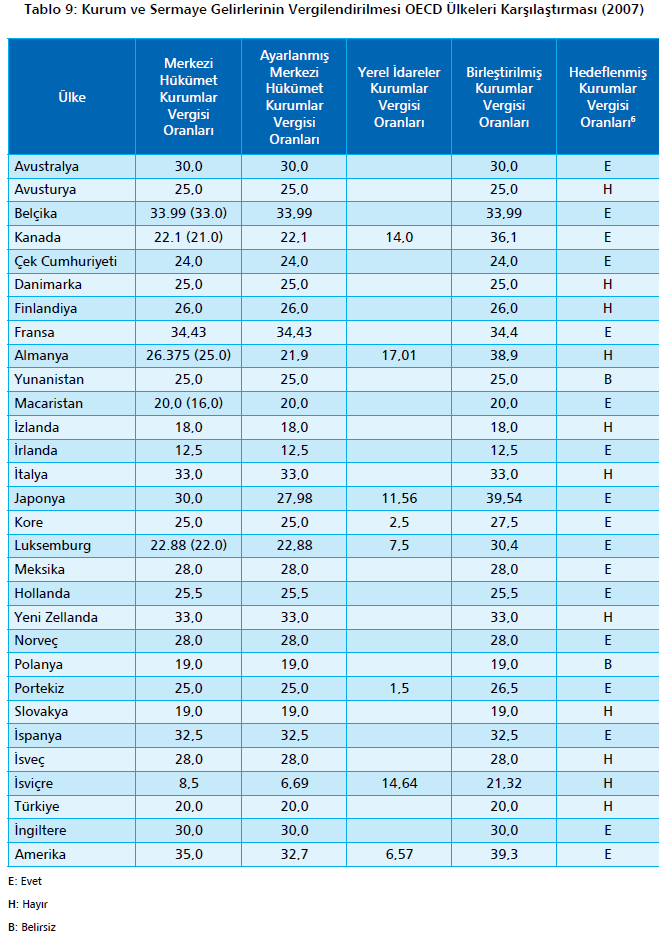 Tablo 9: Kurum ve Sermaye Gelirlerinin Vergilendirilmesi OECD Ülkeleri Karşılaştırması (2007)
Ülke | Merkezi Hükümet Kurumlar Vergisi Oranları | Ayarlanmış Merkezi Hükümet Kurumlar Vergisi Oranları | Yerel İdareler Kurumlar Vergisi Oranları | Birleştirilmiş Kurumlar Vergisi Oranları | Hedeflenmiş Kurumlar Vergisi Oranları⁶
Avustralya 30,0 30,0 30,0 E
Avusturya 25,0 25,0 25,0 H
Belçika 33.99 (33.0) 33,99 33,99 E
Kanada 22.1 (21.0) 22,1 14,0 36,1 E
Çek Cumhuriyeti 24,0 24,0 24,0 E
Danimarka 25,0 25,0 25,0 H
Finlandiya 26,0 26,0 26,0 H
Fransa 34,43 34,43 34,4 E
Almanya 26.375 (25.0) 21,9 17,01 38,9 H
Yunanistan 25,0 25,0 25,0 B
Macaristan 20,0 (16,0) 20,0 20,0 E
İzlanda 18,0 18,0 18,0 H
İrlanda 12,5 12,5 12,5 E
İtalya 33,0 33,0 33,0 H
Japonya 30,0 27,98 11,56 39,54 E
Kore 25,0 25,0 2,5 27,5 E
Luksemburg 22.88 (22.0) 22,88 7,5 30,4 E
Meksika 28,0 28,0 28,0 E
Hollanda 25,5 25,5 25,5 E
Yeni Zellanda 33,0 33,0 33,0 H
Norveç 28,0 28,0 28,0 E
Polanya 19,0 19,0 19,0 B
Portekiz 25,0 25,0 1,5 26,5 E
Slovakya 19,0 19,0 19,0 H
İspanya 32,5 32,5 32,5 E
İsveç 28,0 28,0 28,0 H
İsviçre 8,5 6,69 14,64 21,32 H
Türkiye 20,0 20,0 20,0 H
İngiltere 30,0 30,0 30,0 E
Amerika 35,0 32,7 6,57 39,3 E
E: Evet
H: Hayır
B: Belirsiz